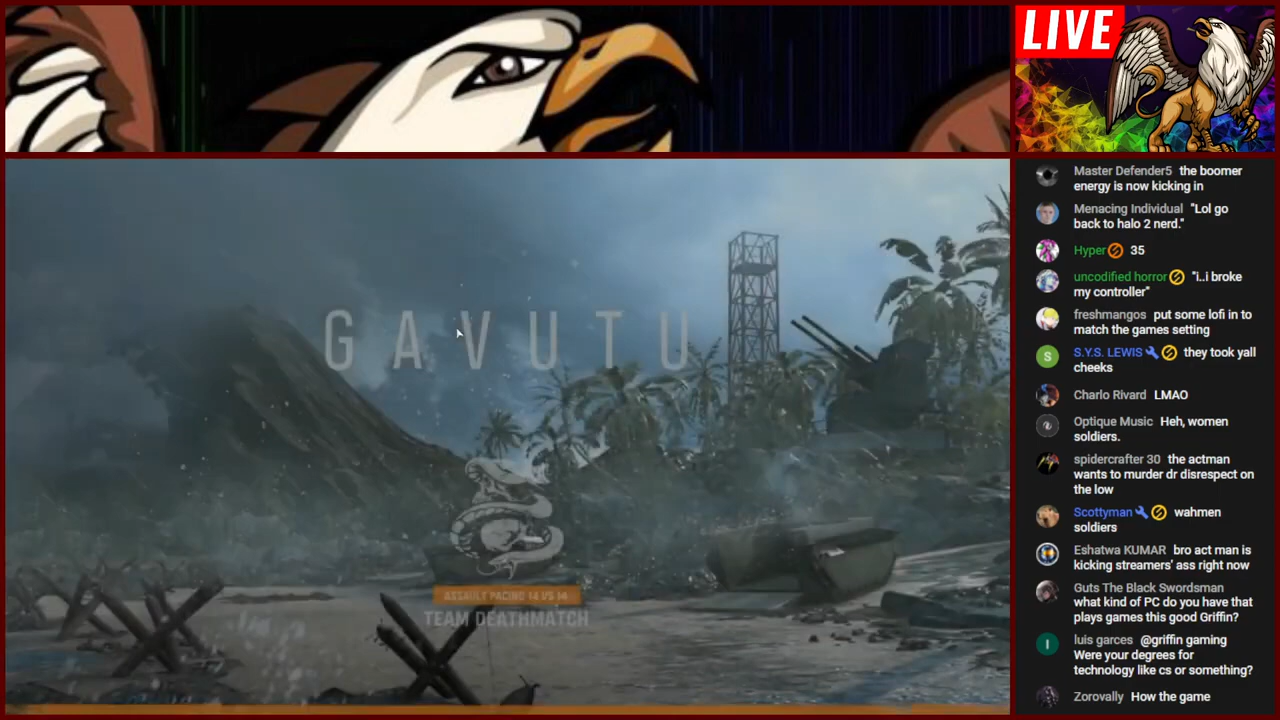 LIVE
GAVUTU
ASSAULT PACING 14 VS 14
TEAM DEATHMATCH
Master Defender5 the boomer
energy is now kicking in
Menacing Individual "Lol go
back to halo 2 nerd."
Hyper 35
uncodified horror "i..i broke
my controller"
freshmangos put some lofi in to
match the games setting
S
S.Y.S. LEWIS they took yall
cheeks
Charlo Rivard LMAO
Optique Music Heh, women
soldiers.
spidercrafter 30 the actman
wants to murder dr disrespect on
the low
Scottyman wahmen
soldiers
Eshatwa KUMAR bro act man is
kicking streamers' ass right now
Guts The Black Swordsman
what kind of PC do you have that
plays games this good Griffin?
l
luis garces @griffin gaming
Were your degrees for
technology like cs or something?
Zorovally How the game